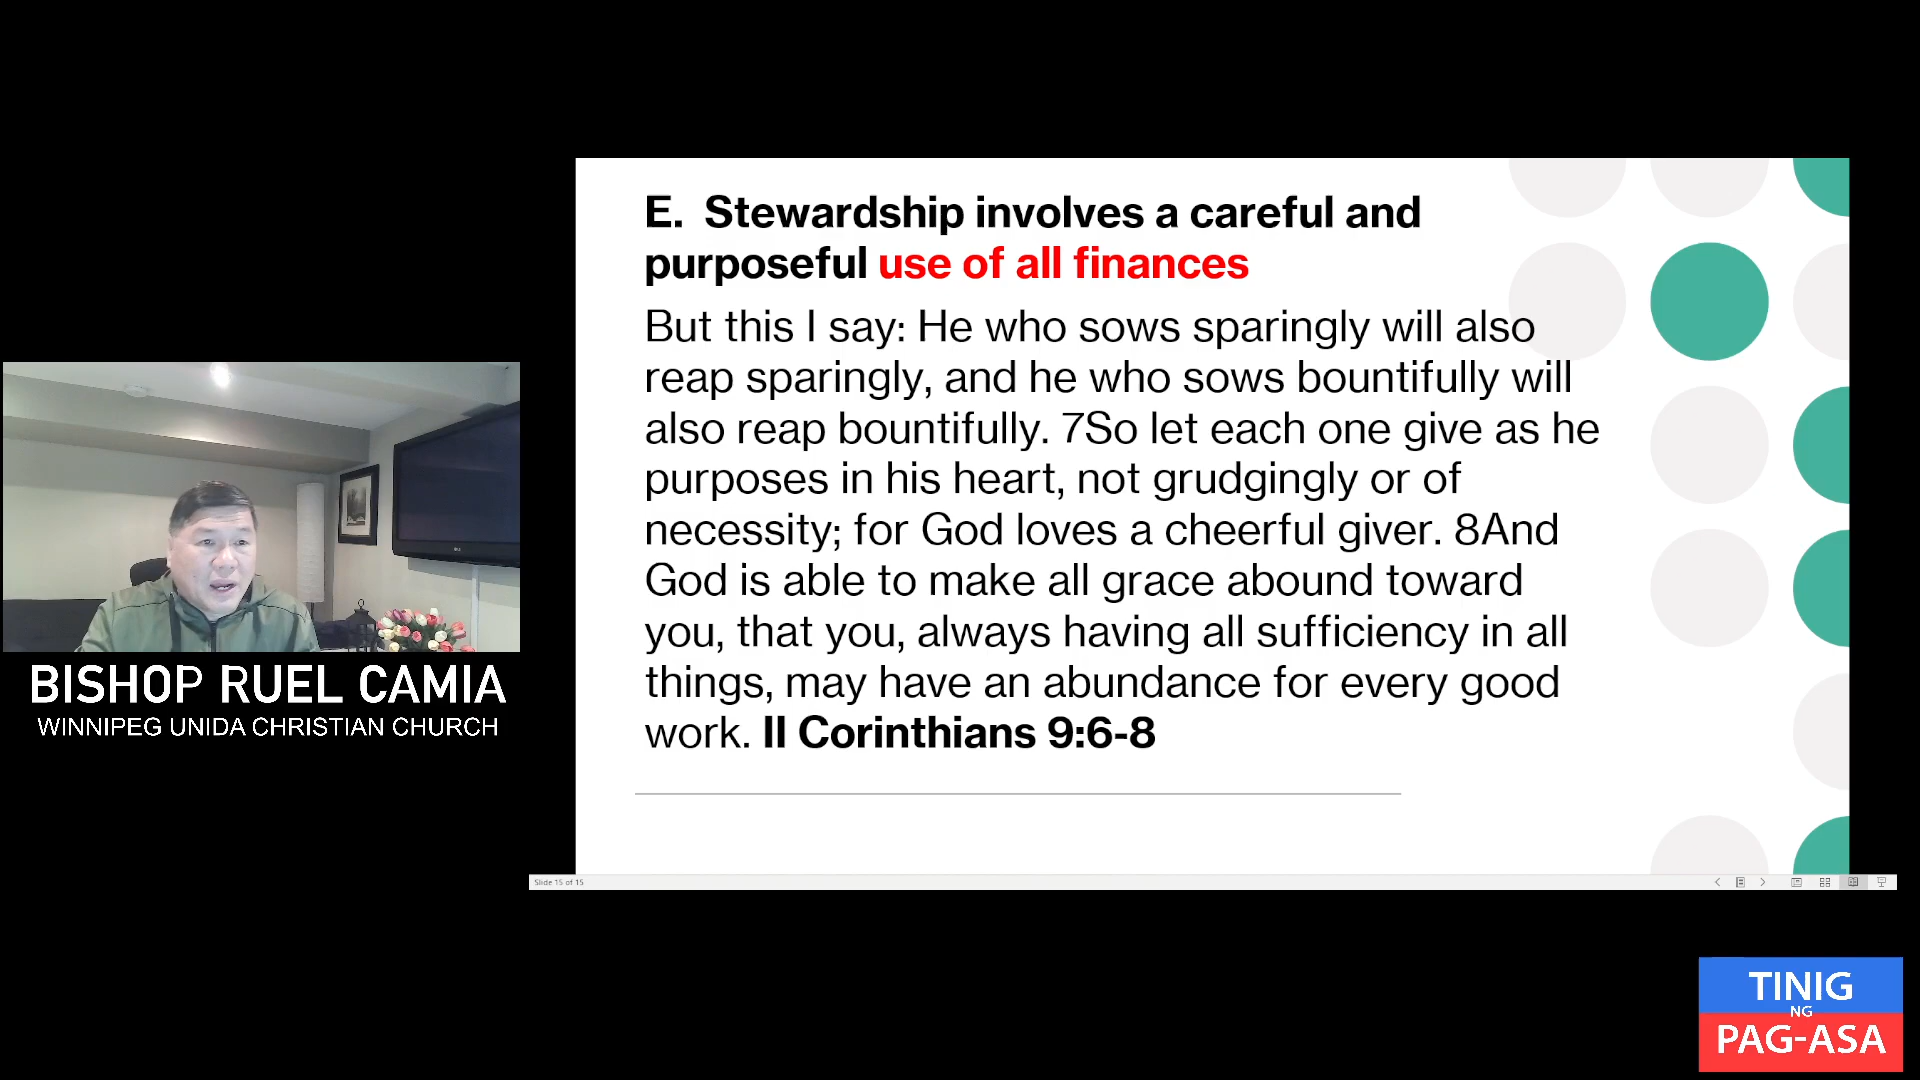 E. Stewardship involves a careful and
purposeful use of all finances
But this I say: He who sows sparingly will also
reap sparingly, and he who sows bountifully will
also reap bountifully. 7So let each one give as he
purposes in his heart, not grudgingly or of
necessity; for God loves a cheerful giver. 8And
God is able to make all grace abound toward
you, that you, always having all sufficiency in all
things, may have an abundance for every good
work. II Corinthians 9:6-8
BISHOP RUEL CAMIA
WINNIPEG UNIDA CHRISTIAN CHURCH
Slide 15 of 15
TINIG
NG
PAG-ASA